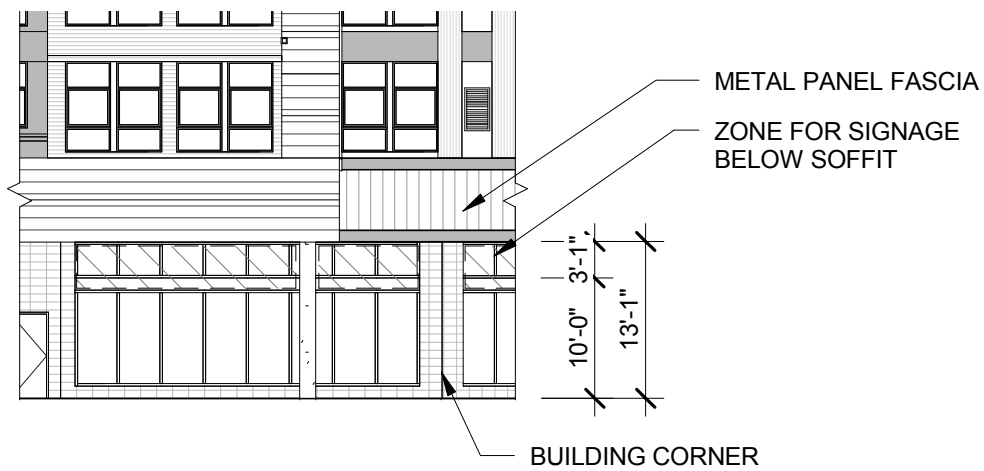 METAL PANEL FASCIA
ZONE FOR SIGNAGE
BELOW SOFFIT
3'-1"
10'-0"
13'-1"
BUILDING CORNER